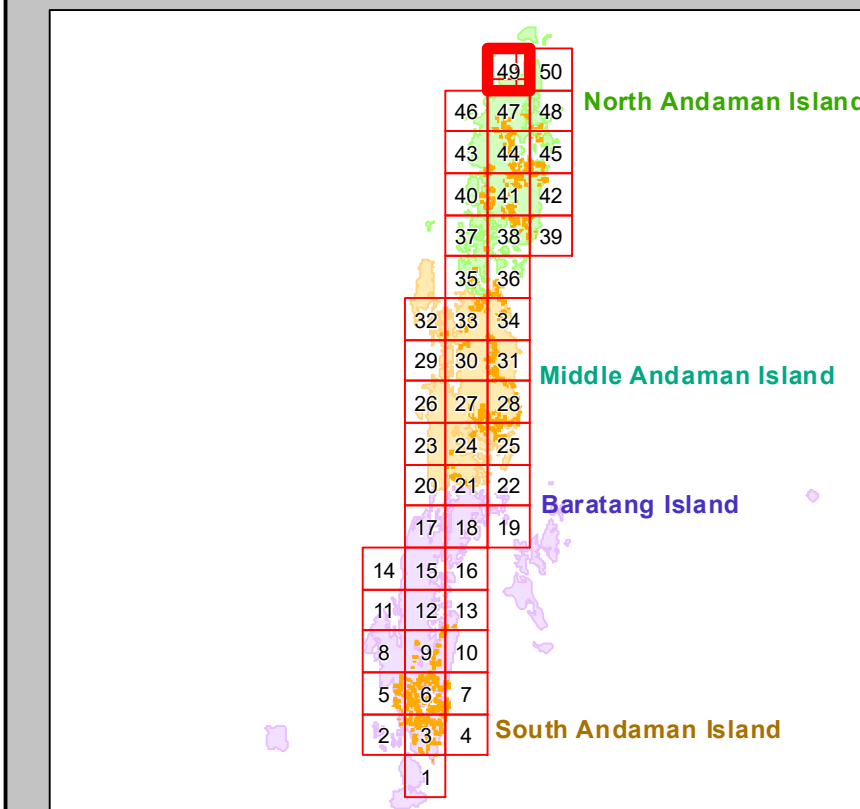 49 50
North Andaman Island
46 47 48
43 44 45
40 41 42
37 38 39
35 36
32 33 34
29 30 31
Middle Andaman Island
26 27 28
23 24 25
20 21 22
Baratang Island
17 18 19
14 15 16
11 12 13
8 9 10
5 6 7
2 3 4
South Andaman Island
1